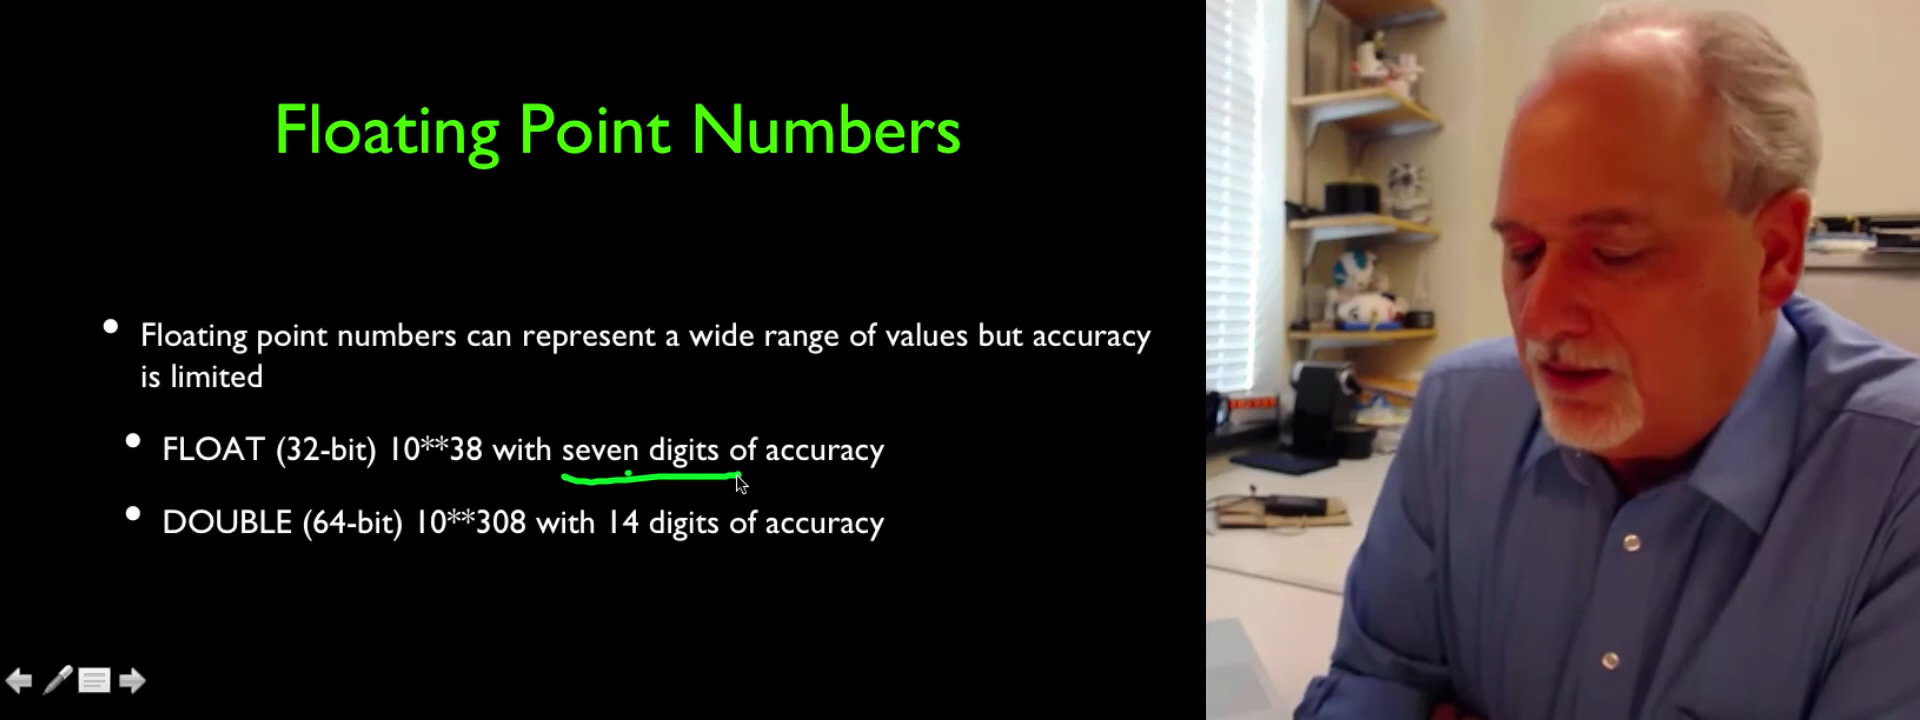 Floating Point Numbers
• Floating point numbers can represent a wide range of values but accuracy
is limited
• FLOAT (32-bit) 10**38 with seven digits of accuracy
• DOUBLE (64-bit) 10**308 with 14 digits of accuracy